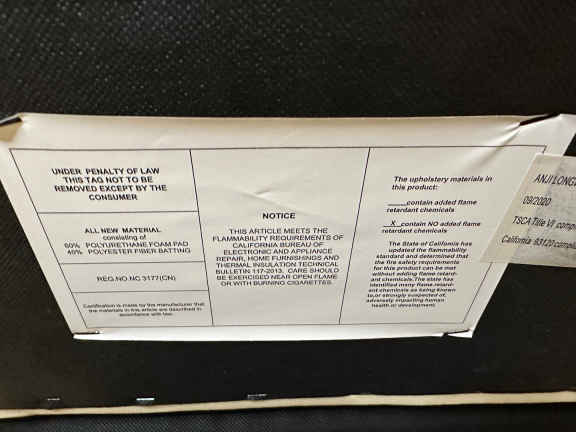 UNDER PENALTY OF LAW
THIS TAG NOT TO BE
REMOVED EXCEPT BY THE
CONSUMER
ALL NEW MATERIAL
consisting of
60% POLYURETHANE FOAM PAD
40% POLYESTER FIBER BATTING
REG.NO.NC 3177(CN)
Certification is made by the manufacturer that
the materials in this article are described in
accordance with law.
NOTICE
THIS ARTICLE MEETS THE
FLAMMABILITY REQUIREMENTS OF
CALIFORNIA BUREAU OF
ELECTRONIC AND APPLIANCE
REPAIR, HOME FURNISHINGS AND
THERMAL INSULATION TECHNICAL
BULLETIN 117-2013. CARE SHOULD
BE EXERCISED NEAR OPEN FLAME
OR WITH BURNING CIGARETTES.
The upholstery materials in
this product:
____contain added flame
retardant chemicals
__X_contain NO added flame
retardant chemicals
The State of California has
updated the flammability
standard and determined that
the fire safety requirements
for this product can be met
without adding flame retard-
ant chemicals.The state has
identified many flame retard-
ant chemicals as being known
to,or strongly suspected of,
adversely impacting human
health or development.
ANJI LONG
09/2020
TSCA Title VI comp
California 93120 compl